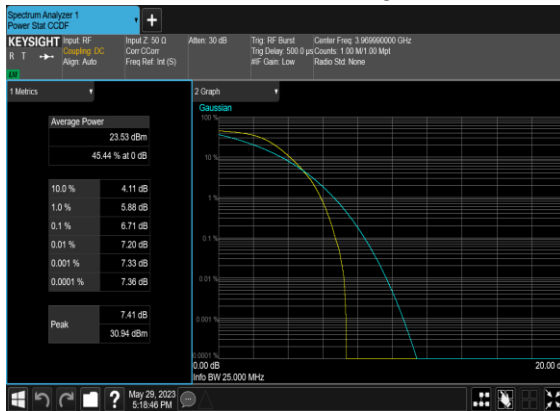 Spectrum Analyzer 1
Power Stat CCDF
KEYSIGHT Input: RF Input Z: 50 Ω Atten: 30 dB Trig: RF Burst Center Freq: 3.969990000 GHz
R T Coupling: DC Corr CCorr Trig Delay: 500.0 µs Counts: 1.00 M/1.00 Mpt
Align: Auto Freq Ref: Int (S) #IF Gain: Low Radio Std: None
1 Metrics
2 Graph
Gaussian
Average Power
23.53 dBm
45.44 % at 0 dB
10.0 % 4.11 dB
1.0 % 5.88 dB
0.1 % 6.71 dB
0.01 % 7.20 dB
0.001 % 7.33 dB
0.0001 % 7.36 dB
Peak 7.41 dB
30.94 dBm
100 %
10 %
1 %
0.1 %
0.01 %
0.001 %
0.0001 %
0.00 dB 20.00 d
Info BW 25.000 MHz
May 29, 2023
5:18:46 PM